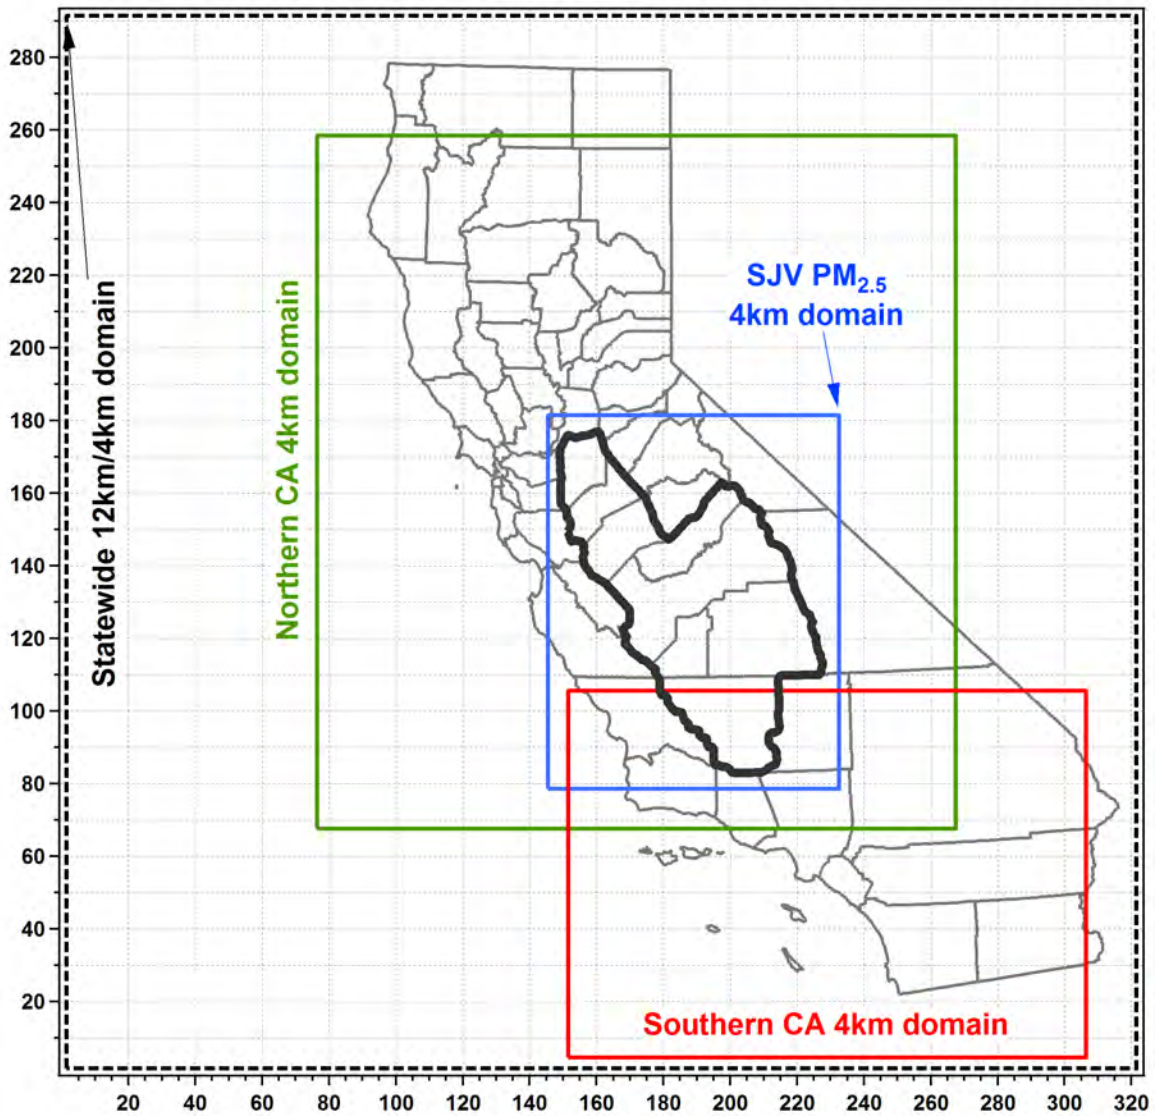 280
260
240
220
200
180
160
140
120
100
80
60
40
20
Statewide 12km/4km domain
Northern CA 4km domain
SJV PM2.5
4km domain
Southern CA 4km domain
20 40 60 80 100 120 140 160 180 200 220 240 260 280 300 320